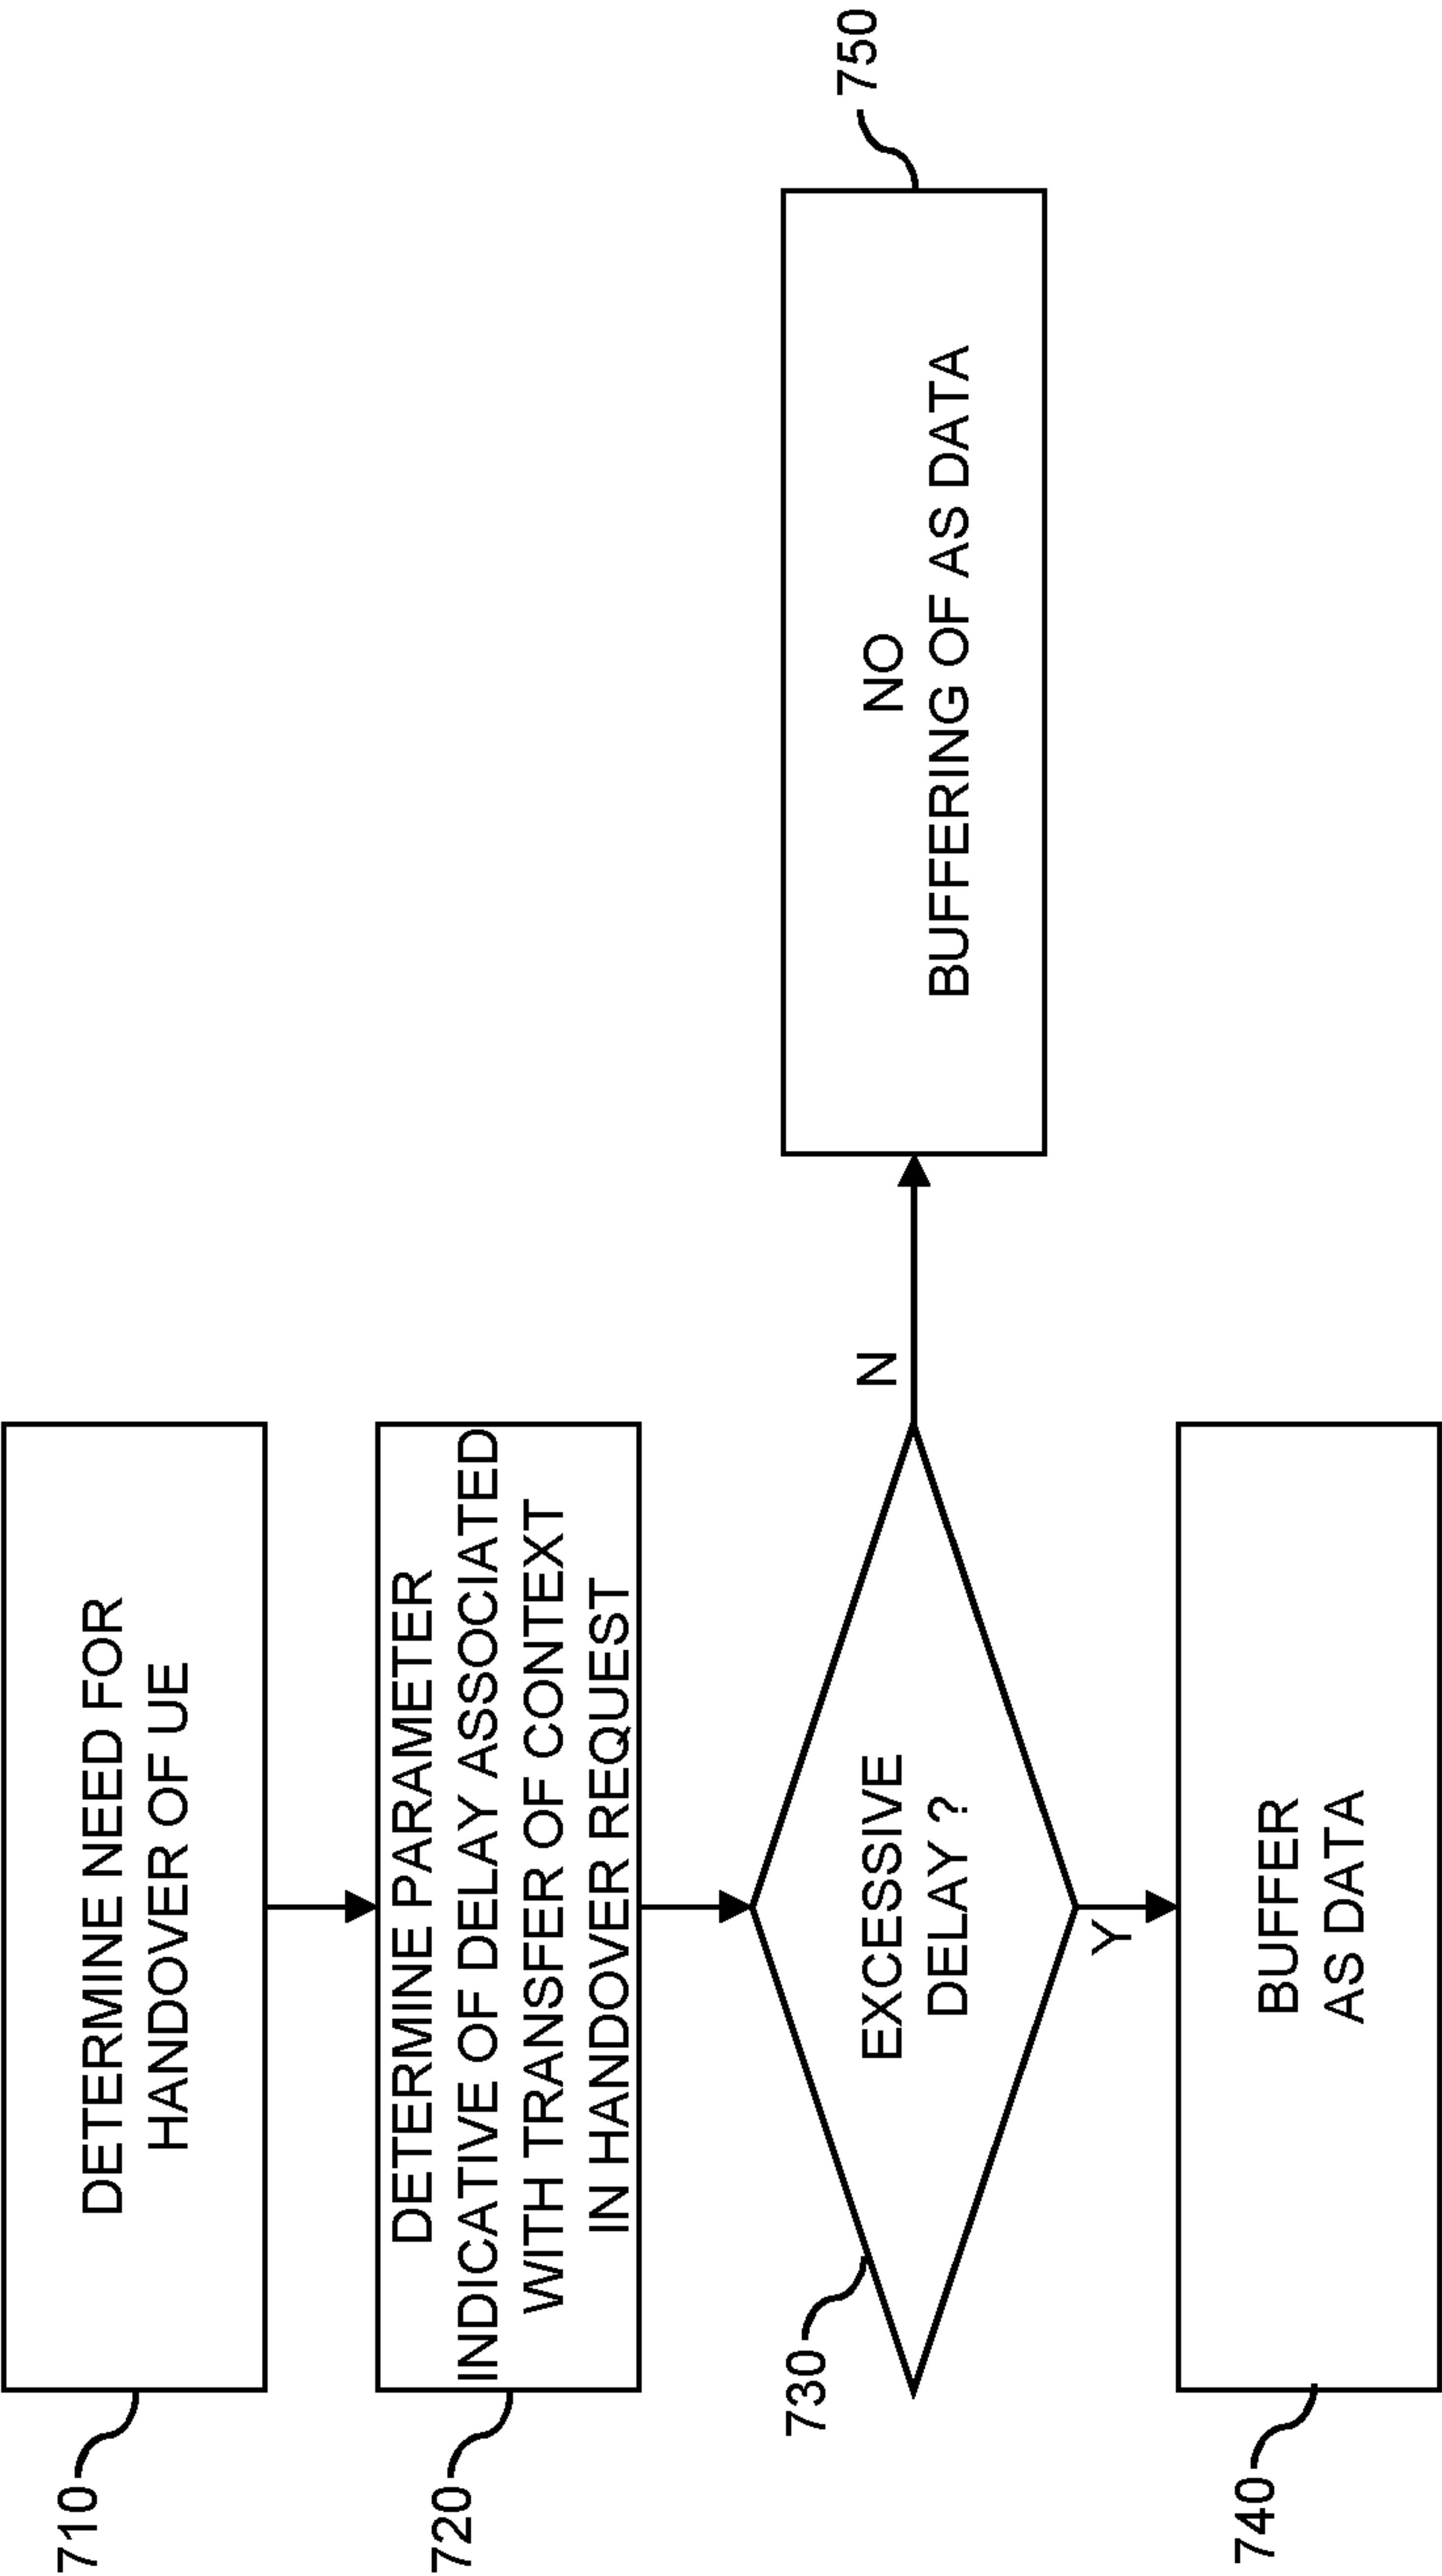 710
DETERMINE NEED FOR
HANDOVER OF UE
720
DETERMINE PARAMETER
INDICATIVE OF DELAY ASSOCIATED
WITH TRANSFER OF CONTEXT
IN HANDOVER REQUEST
730
EXCESSIVE
DELAY ?
N
750
NO
BUFFERING OF AS DATA
Y
740
BUFFER
AS DATA